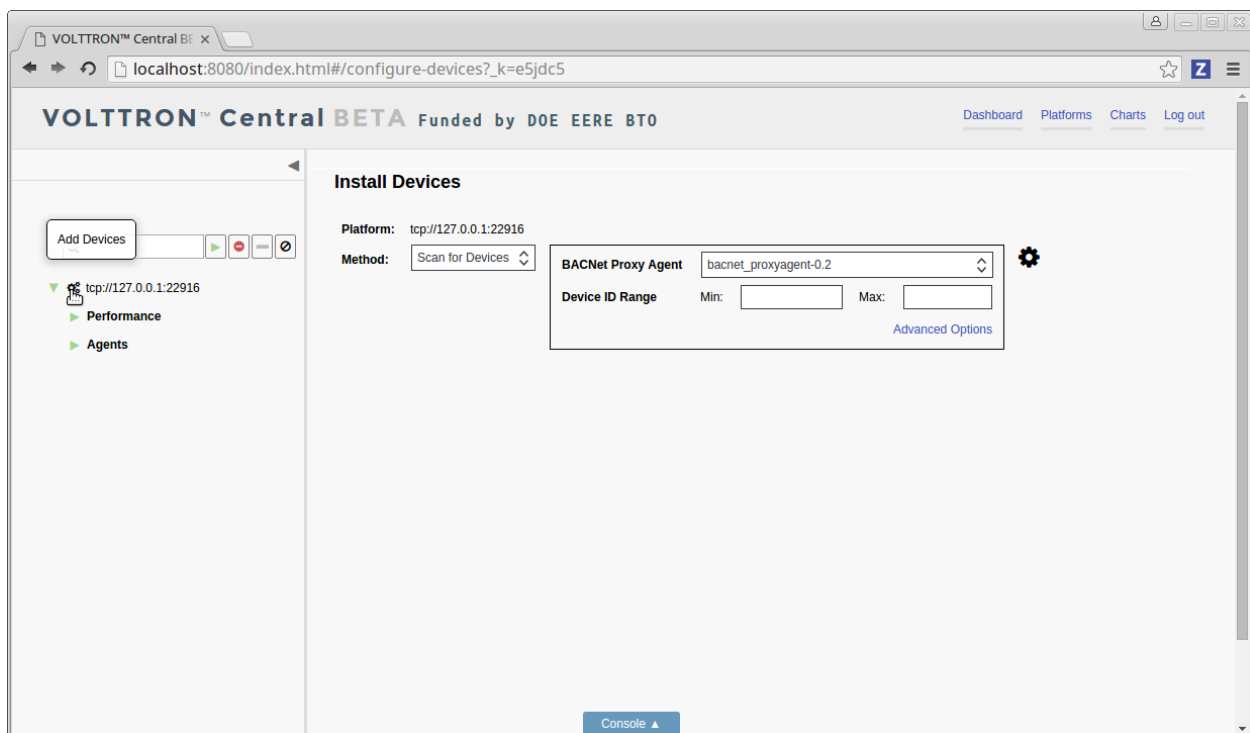 VOLTTRON™ Central BE
localhost:8080/index.html#/configure-devices?_k=e5jdc5
Z
VOLTTRON™ Central BETA Funded by DOE EERE BTO
Dashboard Platforms Charts Log out
Install Devices
Platform: tcp://127.0.0.1:22916
Add Devices
Method: Scan for Devices
BACNet Proxy Agent bacnet_proxyagent-0.2
tcp://127.0.0.1:22916
Device ID Range Min: Max:
Performance
Advanced Options
Agents
Console ▲